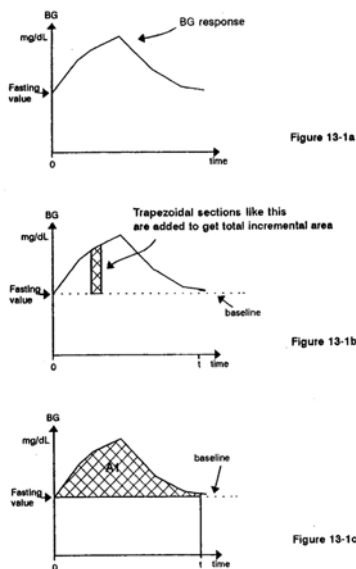 BG
mg/dL
BG response
Fasting
value
0
time
Figure 13-1a
BG
mg/dL
Trapezoidal sections like this
are added to get total incremental area
Fasting
value
baseline
0
t
time
Figure 13-1b
BG
mg/dL
A1
baseline
Fasting
value
0
t
time
Figure 13-1c